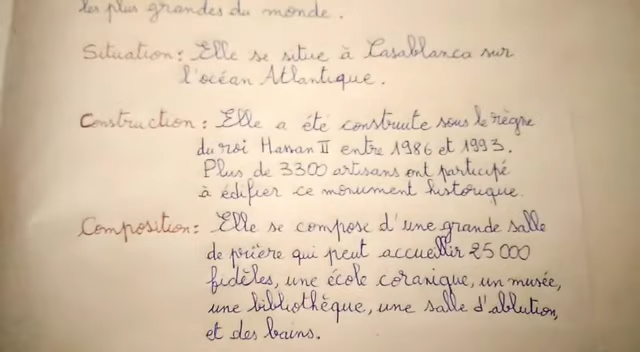 les plus grandes du monde.
Situation : Elle se situe à Casablanca sur
l'océan Atlantique.
Construction : Elle a été construite sous le règne
du roi Hassan II entre 1986 et 1993.
Plus de 3300 artisans ont participé
à édifier ce monument historique.
Composition : Elle se compose d'une grande salle
de prière qui peut accueillir 25 000
fidèles, une école coranique, un musée,
une bibliothèque, une salle d'ablution,
et des bains.